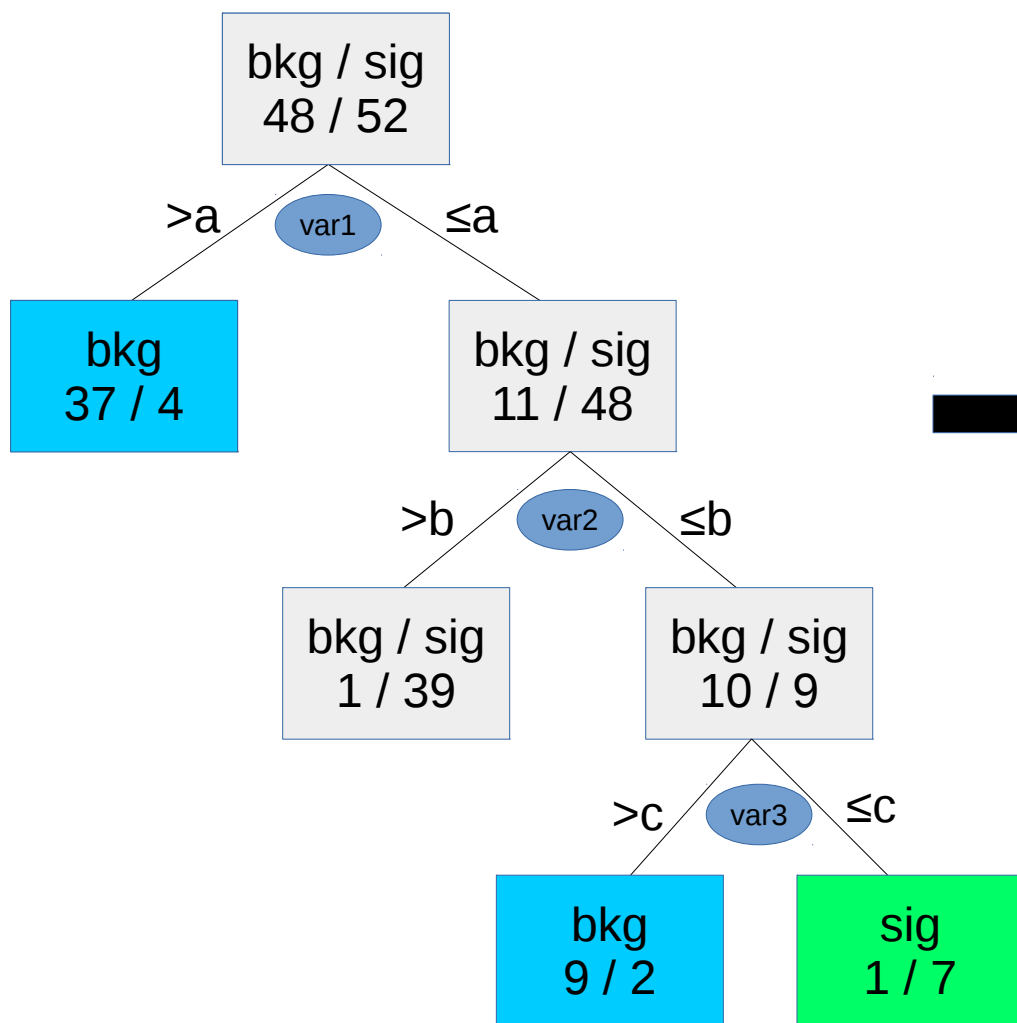 bkg / sig
48 / 52
>a
var1
≤a
bkg
37 / 4
bkg / sig
11 / 48
>b
var2
≤b
bkg / sig
1 / 39
bkg / sig
10 / 9
>c
var3
≤c
bkg
9 / 2
sig
1 / 7